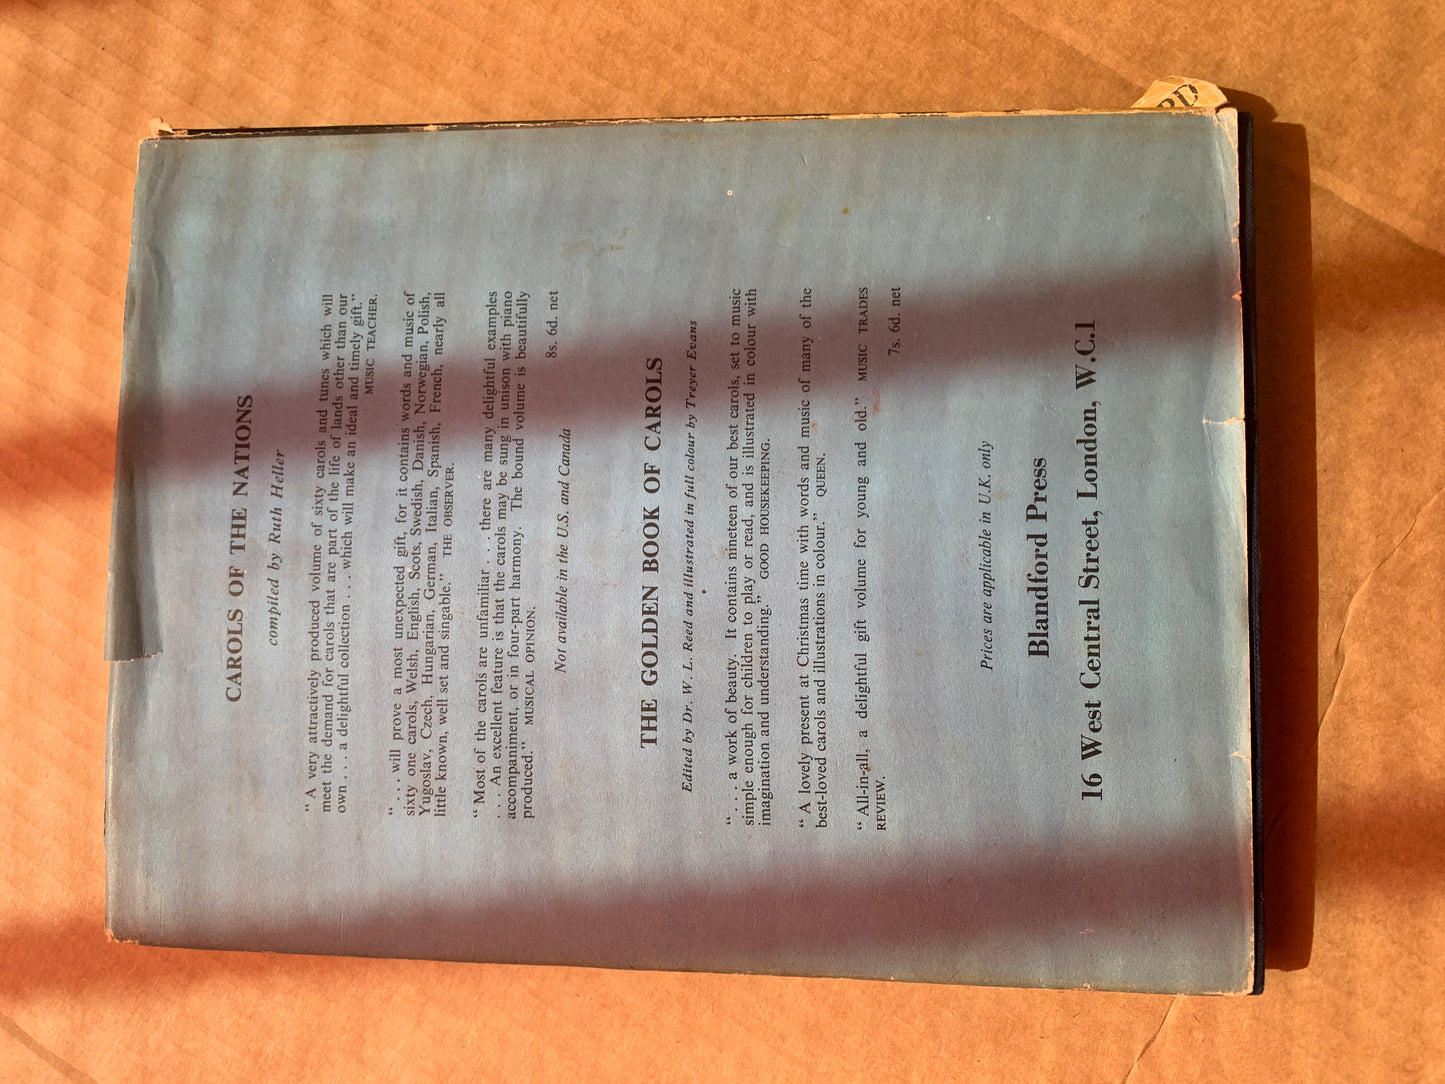 CAROLS OF THE NATIONS
compiled by Ruth Heller
“ A very attractively produced volume of sixty carols and tunes which will
meet the demand for carols that are part of the life of lands other than our
own . . . a delightful collection . . . which will make an ideal and timely gift.”
MUSIC TEACHER.
“ . . . will prove a most unexpected gift, for it contains words and music of
sixty one carols, Welsh, English, Scots, Swedish, Danish, Norwegian, Polish,
Yugoslav, Czech, Hungarian, German, Italian, Spanish, French, nearly all
little known, well set and singable.” THE OBSERVER.
“ Most of the carols are unfamiliar . . . there are many delightful examples
. . . An excellent feature is that the carols may be sung in unison with piano
accompaniment, or in four-part harmony. The bound volume is beautifully
produced.” MUSICAL OPINION.
8s. 6d. net
Not available in the U.S. and Canada
THE GOLDEN BOOK OF CAROLS
Edited by Dr. W. L. Reed and illustrated in full colour by Treyer Evans
“ . . . a work of beauty. It contains nineteen of our best carols, set to music
simple enough for children to play or read, and is illustrated in colour with
imagination and understanding.” GOOD HOUSEKEEPING.
“ A lovely present at Christmas time with words and music of many of the
best-loved carols and illustrations in colour.” QUEEN.
“ All-in-all, a delightful gift volume for young and old.” MUSIC TRADES
REVIEW.
7s. 6d. net
Prices are applicable in U.K. only
Blandford Press
16 West Central Street, London, W.C.1